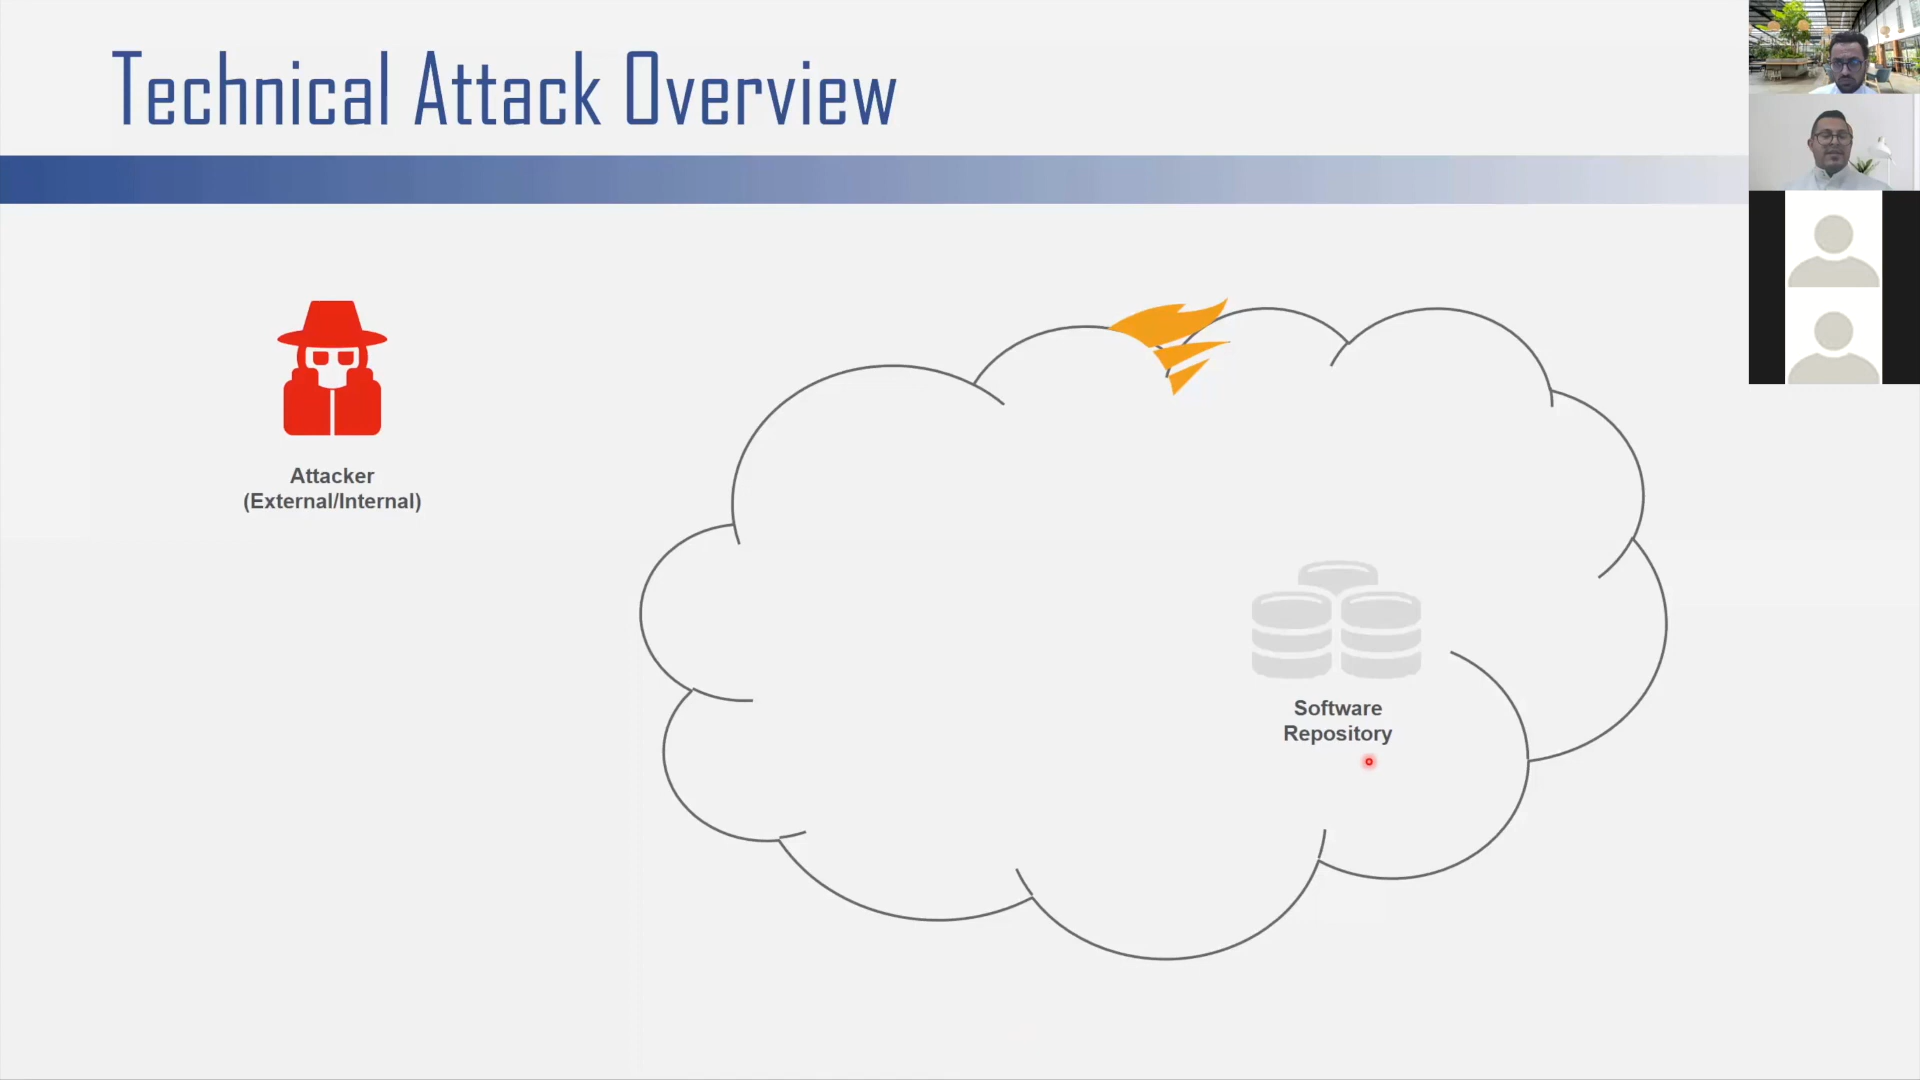 Technical Attack Overview
Attacker
(External/Internal)
Software
Repository